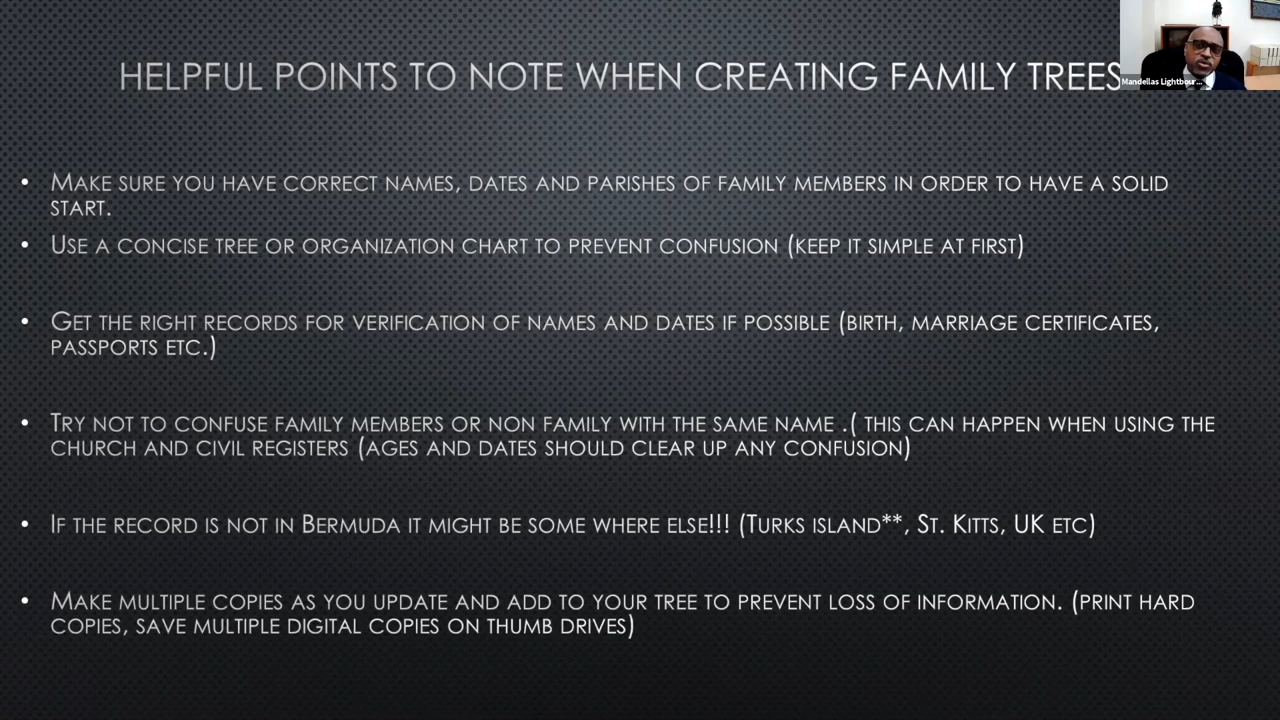 HELPFUL POINTS TO NOTE WHEN CREATING FAMILY TREES
Mandellas Lightbour...
• MAKE SURE YOU HAVE CORRECT NAMES, DATES AND PARISHES OF FAMILY MEMBERS IN ORDER TO HAVE A SOLID
START.
• USE A CONCISE TREE OR ORGANIZATION CHART TO PREVENT CONFUSION (KEEP IT SIMPLE AT FIRST)
• GET THE RIGHT RECORDS FOR VERIFICATION OF NAMES AND DATES IF POSSIBLE (BIRTH, MARRIAGE CERTIFICATES,
PASSPORTS ETC.)
• TRY NOT TO CONFUSE FAMILY MEMBERS OR NON FAMILY WITH THE SAME NAME .( THIS CAN HAPPEN WHEN USING THE
CHURCH AND CIVIL REGISTERS (AGES AND DATES SHOULD CLEAR UP ANY CONFUSION)
• IF THE RECORD IS NOT IN BERMUDA IT MIGHT BE SOME WHERE ELSE!!! (TURKS ISLAND**, ST. KITTS, UK ETC)
• MAKE MULTIPLE COPIES AS YOU UPDATE AND ADD TO YOUR TREE TO PREVENT LOSS OF INFORMATION. (PRINT HARD
COPIES, SAVE MULTIPLE DIGITAL COPIES ON THUMB DRIVES)